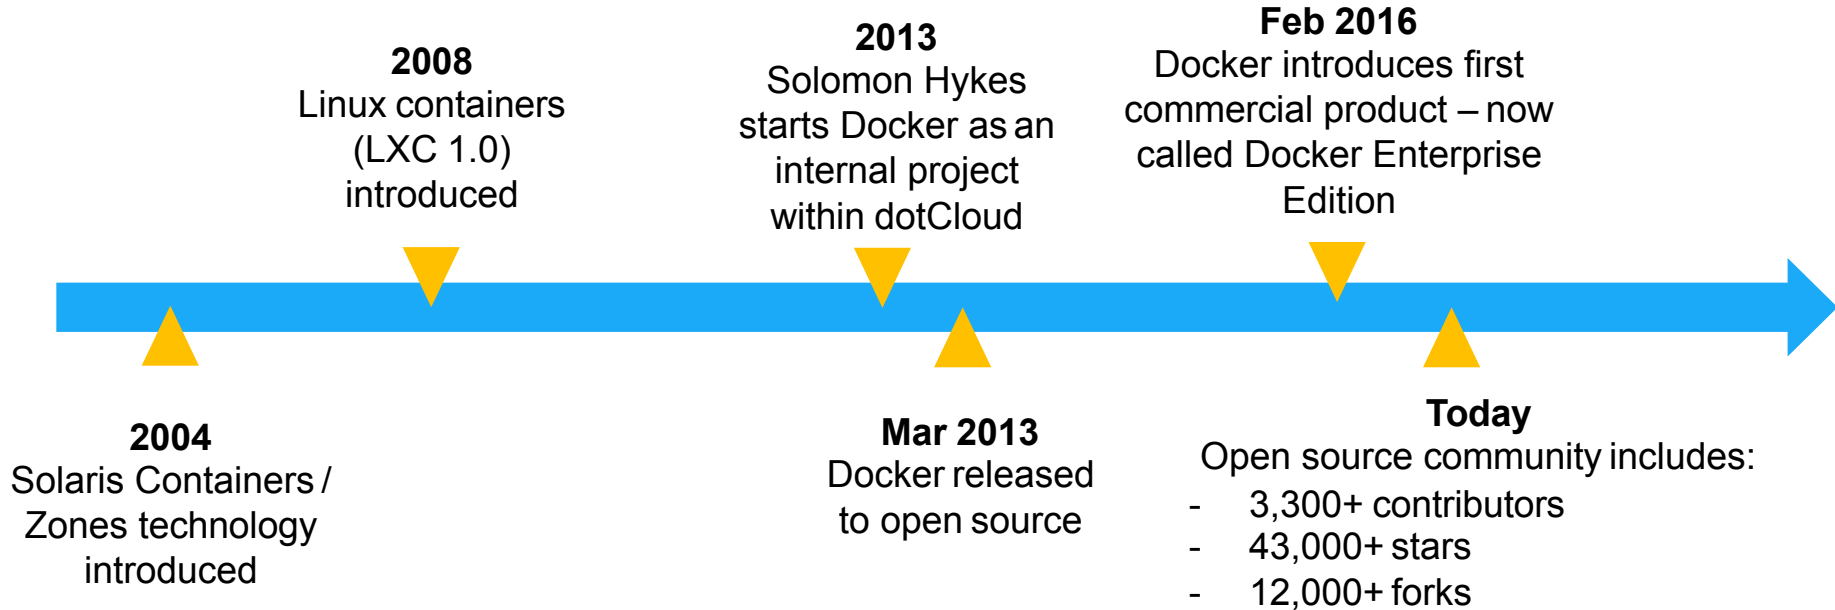 2004
Solaris Containers /
Zones technology
introduced
2008
Linux containers
(LXC 1.0)
introduced
2013
Solomon Hykes
starts Docker as an
internal project
within dotCloud
Mar 2013
Docker released
to open source
Feb 2016
Docker introduces first
commercial product – now
called Docker Enterprise
Edition
Today
Open source community includes:
- 3,300+ contributors
- 43,000+ stars
- 12,000+ forks